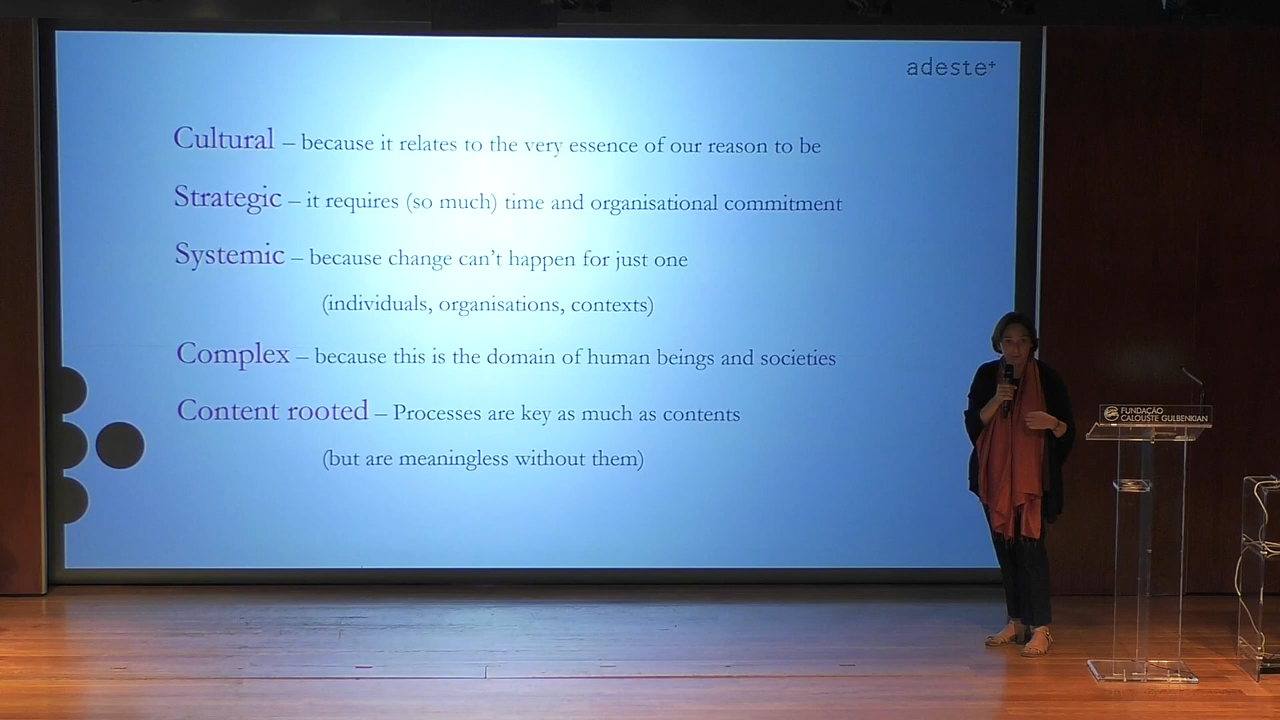 adeste+
Cultural – because it relates to the very essence of our reason to be
Strategic – it requires (so much) time and organisational commitment
Systemic – because change can't happen for just one
(individuals, organisations, contexts)
Complex – because this is the domain of human beings and societies
Content rooted – Processes are key as much as contents
(but are meaningless without them)
FUNDAÇÃO
CALOUSTE GULBENKIAN